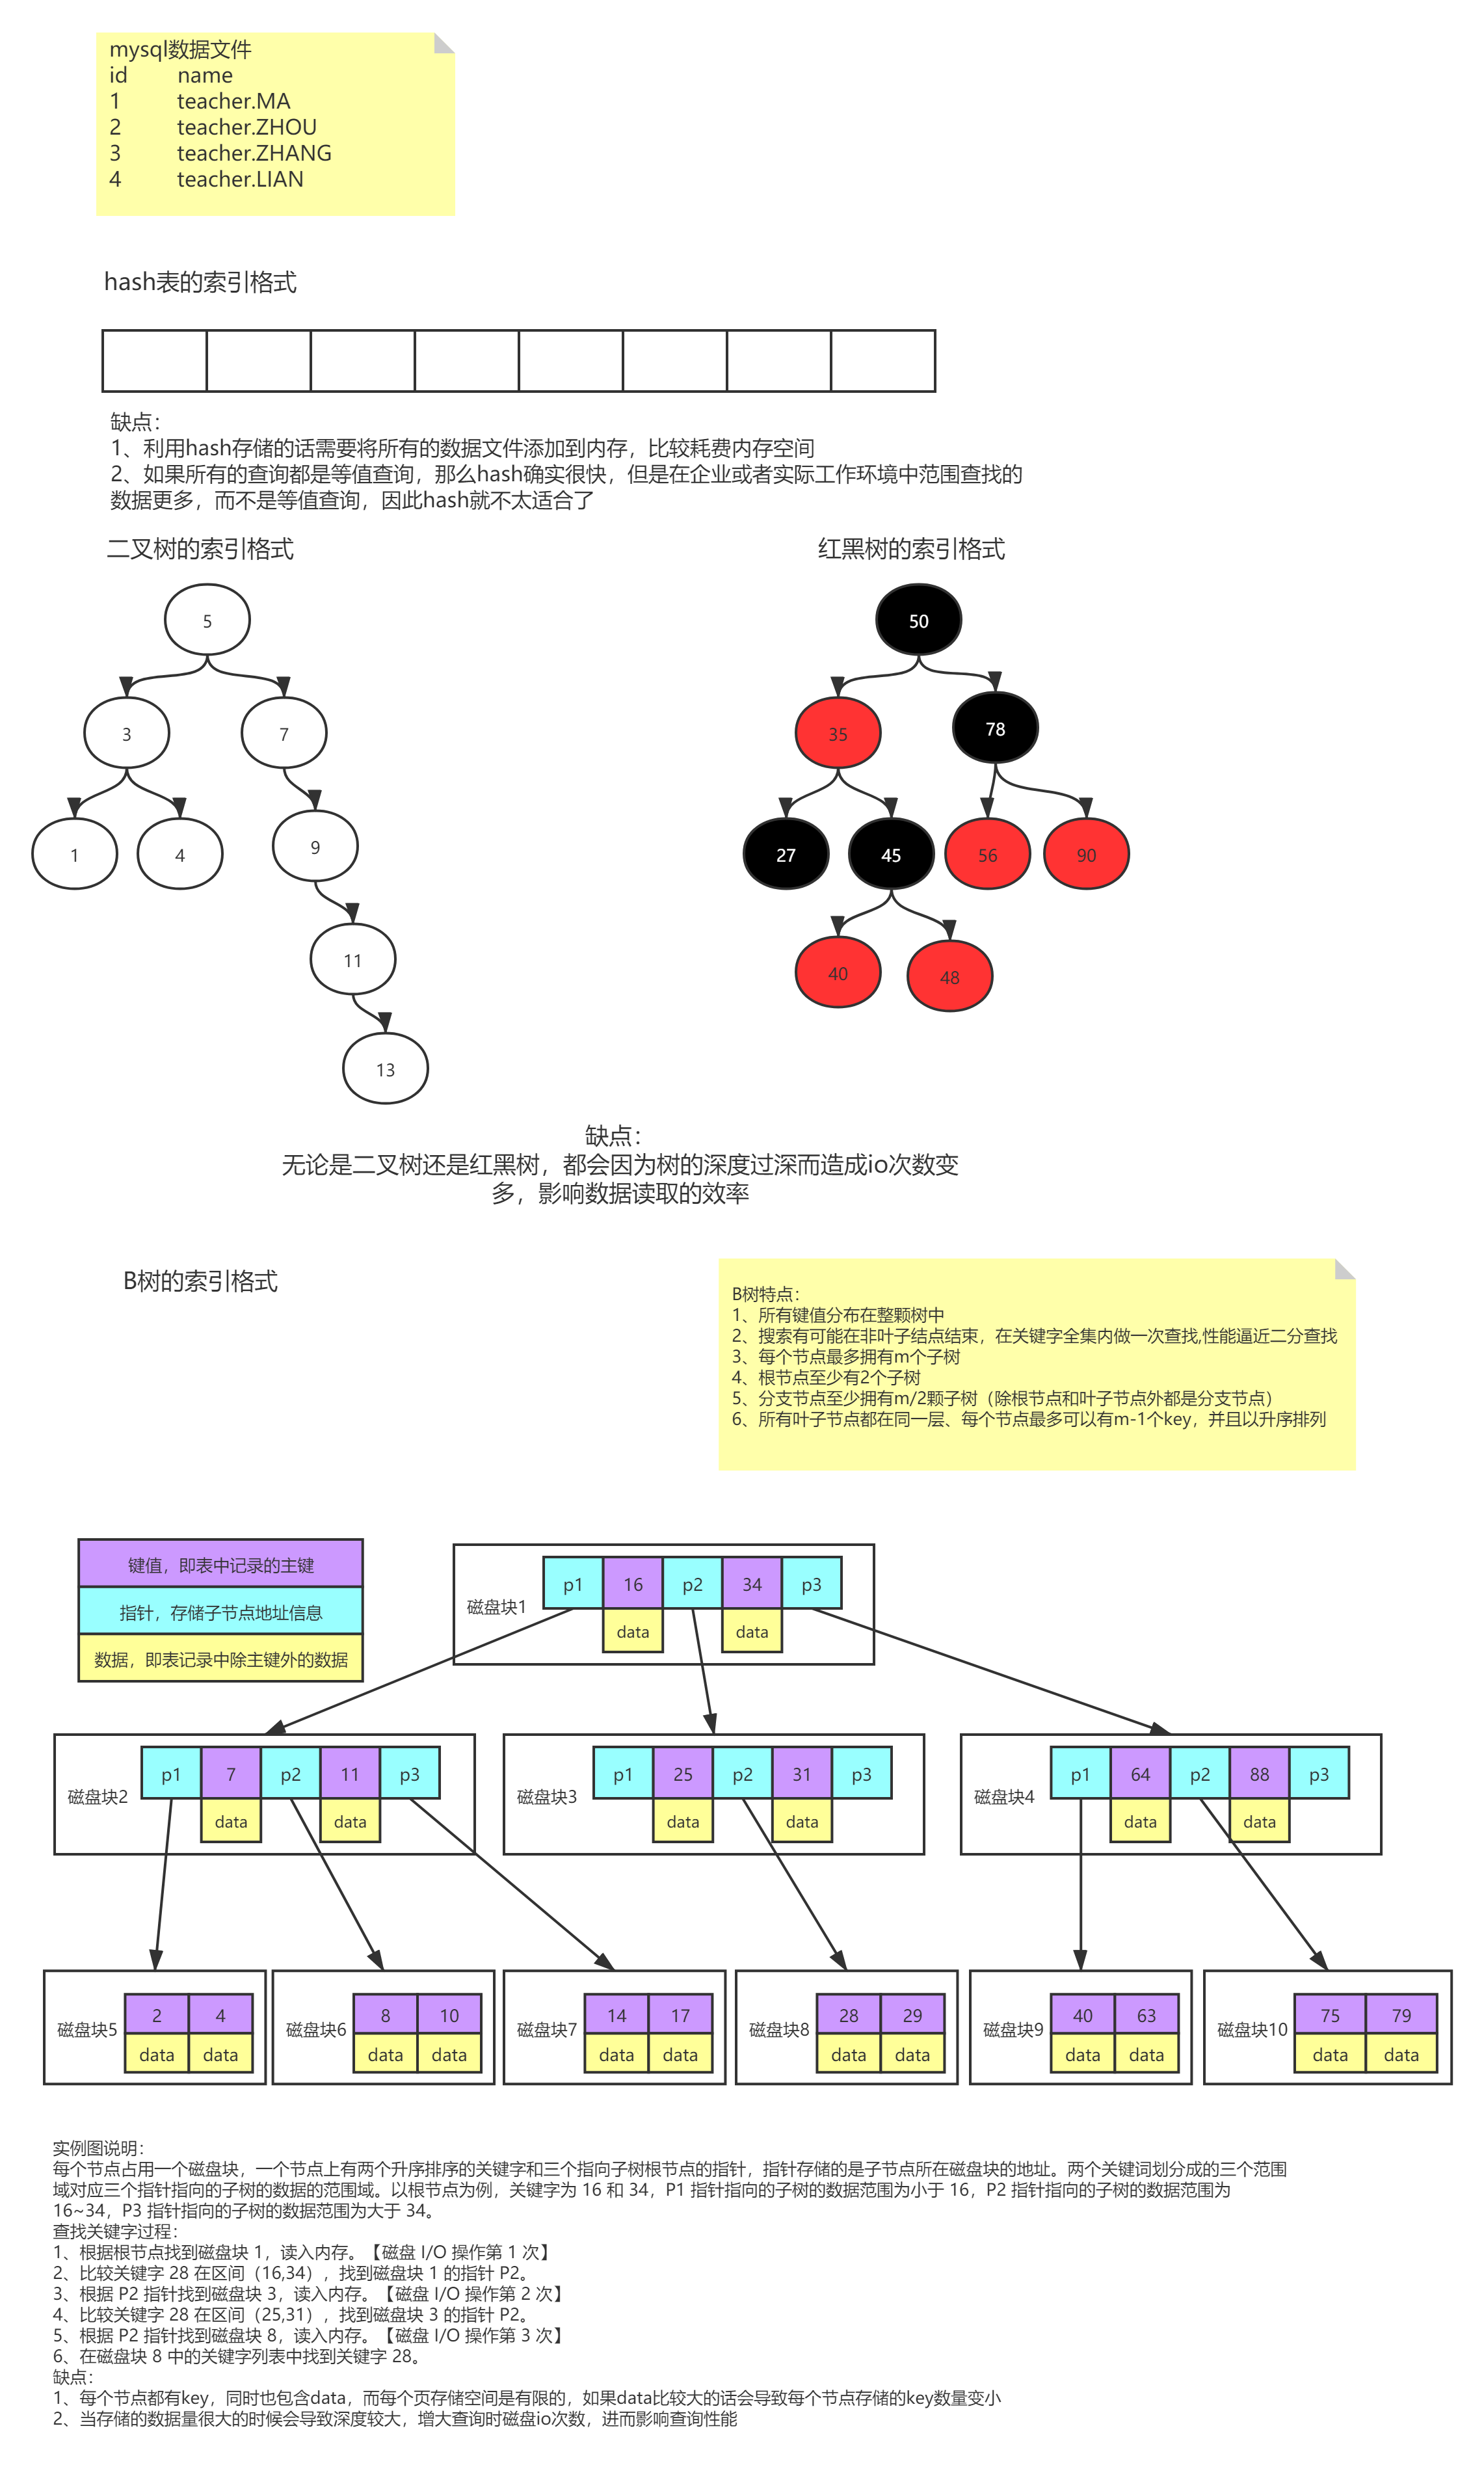 mysql数据文件
id name
1 teacher.MA
2 teacher.ZHOU
3 teacher.ZHANG
4 teacher.LIAN
hash表的索引格式
缺点：
1、利用hash存储的话需要将所有的数据文件添加到内存，比较耗费内存空间
2、如果所有的查询都是等值查询，那么hash确实很快，但是在企业或者实际工作环境中范围查找的
数据更多，而不是等值查询，因此hash就不太适合了
二叉树的索引格式
5
3 7
1 4 9
11
13
红黑树的索引格式
50
35 78
27 45 56 90
40 48
缺点：
无论是二叉树还是红黑树，都会因为树的深度过深而造成io次数变
多，影响数据读取的效率
B树的索引格式
B树特点：
1、所有键值分布在整颗树中
2、搜索有可能在非叶子结点结束，在关键字全集内做一次查找,性能逼近二分查找
3、每个节点最多拥有m个子树
4、根节点至少有2个子树
5、分支节点至少拥有m/2颗子树（除根节点和叶子节点外都是分支节点）
6、所有叶子节点都在同一层、每个节点最多可以有m-1个key，并且以升序排列
键值，即表中记录的主键
指针，存储子节点地址信息
数据，即表记录中除主键外的数据
磁盘块1
p1 16 p2 34 p3
data data
磁盘块2
p1 7 p2 11 p3
data data
磁盘块3
p1 25 p2 31 p3
data data
磁盘块4
p1 64 p2 88 p3
data data
磁盘块5
2 4
data data
磁盘块6
8 10
data data
磁盘块7
14 17
data data
磁盘块8
28 29
data data
磁盘块9
40 63
data data
磁盘块10
75 79
data data
实例图说明：
每个节点占用一个磁盘块，一个节点上有两个升序排序的关键字和三个指向子树根节点的指针，指针存储的是子节点所在磁盘块的地址。两个关键词划分成的三个范围
域对应三个指针指向的子树的数据的范围域。以根节点为例，关键字为 16 和 34，P1 指针指向的子树的数据范围为小于 16，P2 指针指向的子树的数据范围为
16~34，P3 指针指向的子树的数据范围为大于 34。
查找关键字过程：
1、根据根节点找到磁盘块 1，读入内存。【磁盘 I/O 操作第 1 次】
2、比较关键字 28 在区间（16,34），找到磁盘块 1 的指针 P2。
3、根据 P2 指针找到磁盘块 3，读入内存。【磁盘 I/O 操作第 2 次】
4、比较关键字 28 在区间（25,31），找到磁盘块 3 的指针 P2。
5、根据 P2 指针找到磁盘块 8，读入内存。【磁盘 I/O 操作第 3 次】
6、在磁盘块 8 中的关键字列表中找到关键字 28。
缺点：
1、每个节点都有key，同时也包含data，而每个页存储空间是有限的，如果data比较大的话会导致每个节点存储的key数量变小
2、当存储的数据量很大的时候会导致深度较大，增大查询时磁盘io次数，进而影响查询性能